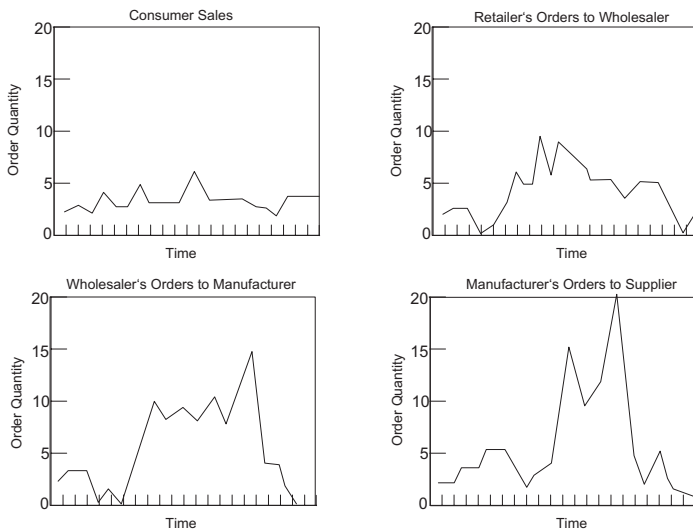 Consumer Sales
20
15
10
5
0
Order Quantity
Time
Retailer‘s Orders to Wholesaler
20
15
10
5
0
Order Quantity
Time
Wholesaler‘s Orders to Manufacturer
20
15
10
5
0
Order Quantity
Time
Manufacturer‘s Orders to Supplier
20
15
10
5
0
Order Quantity
Time